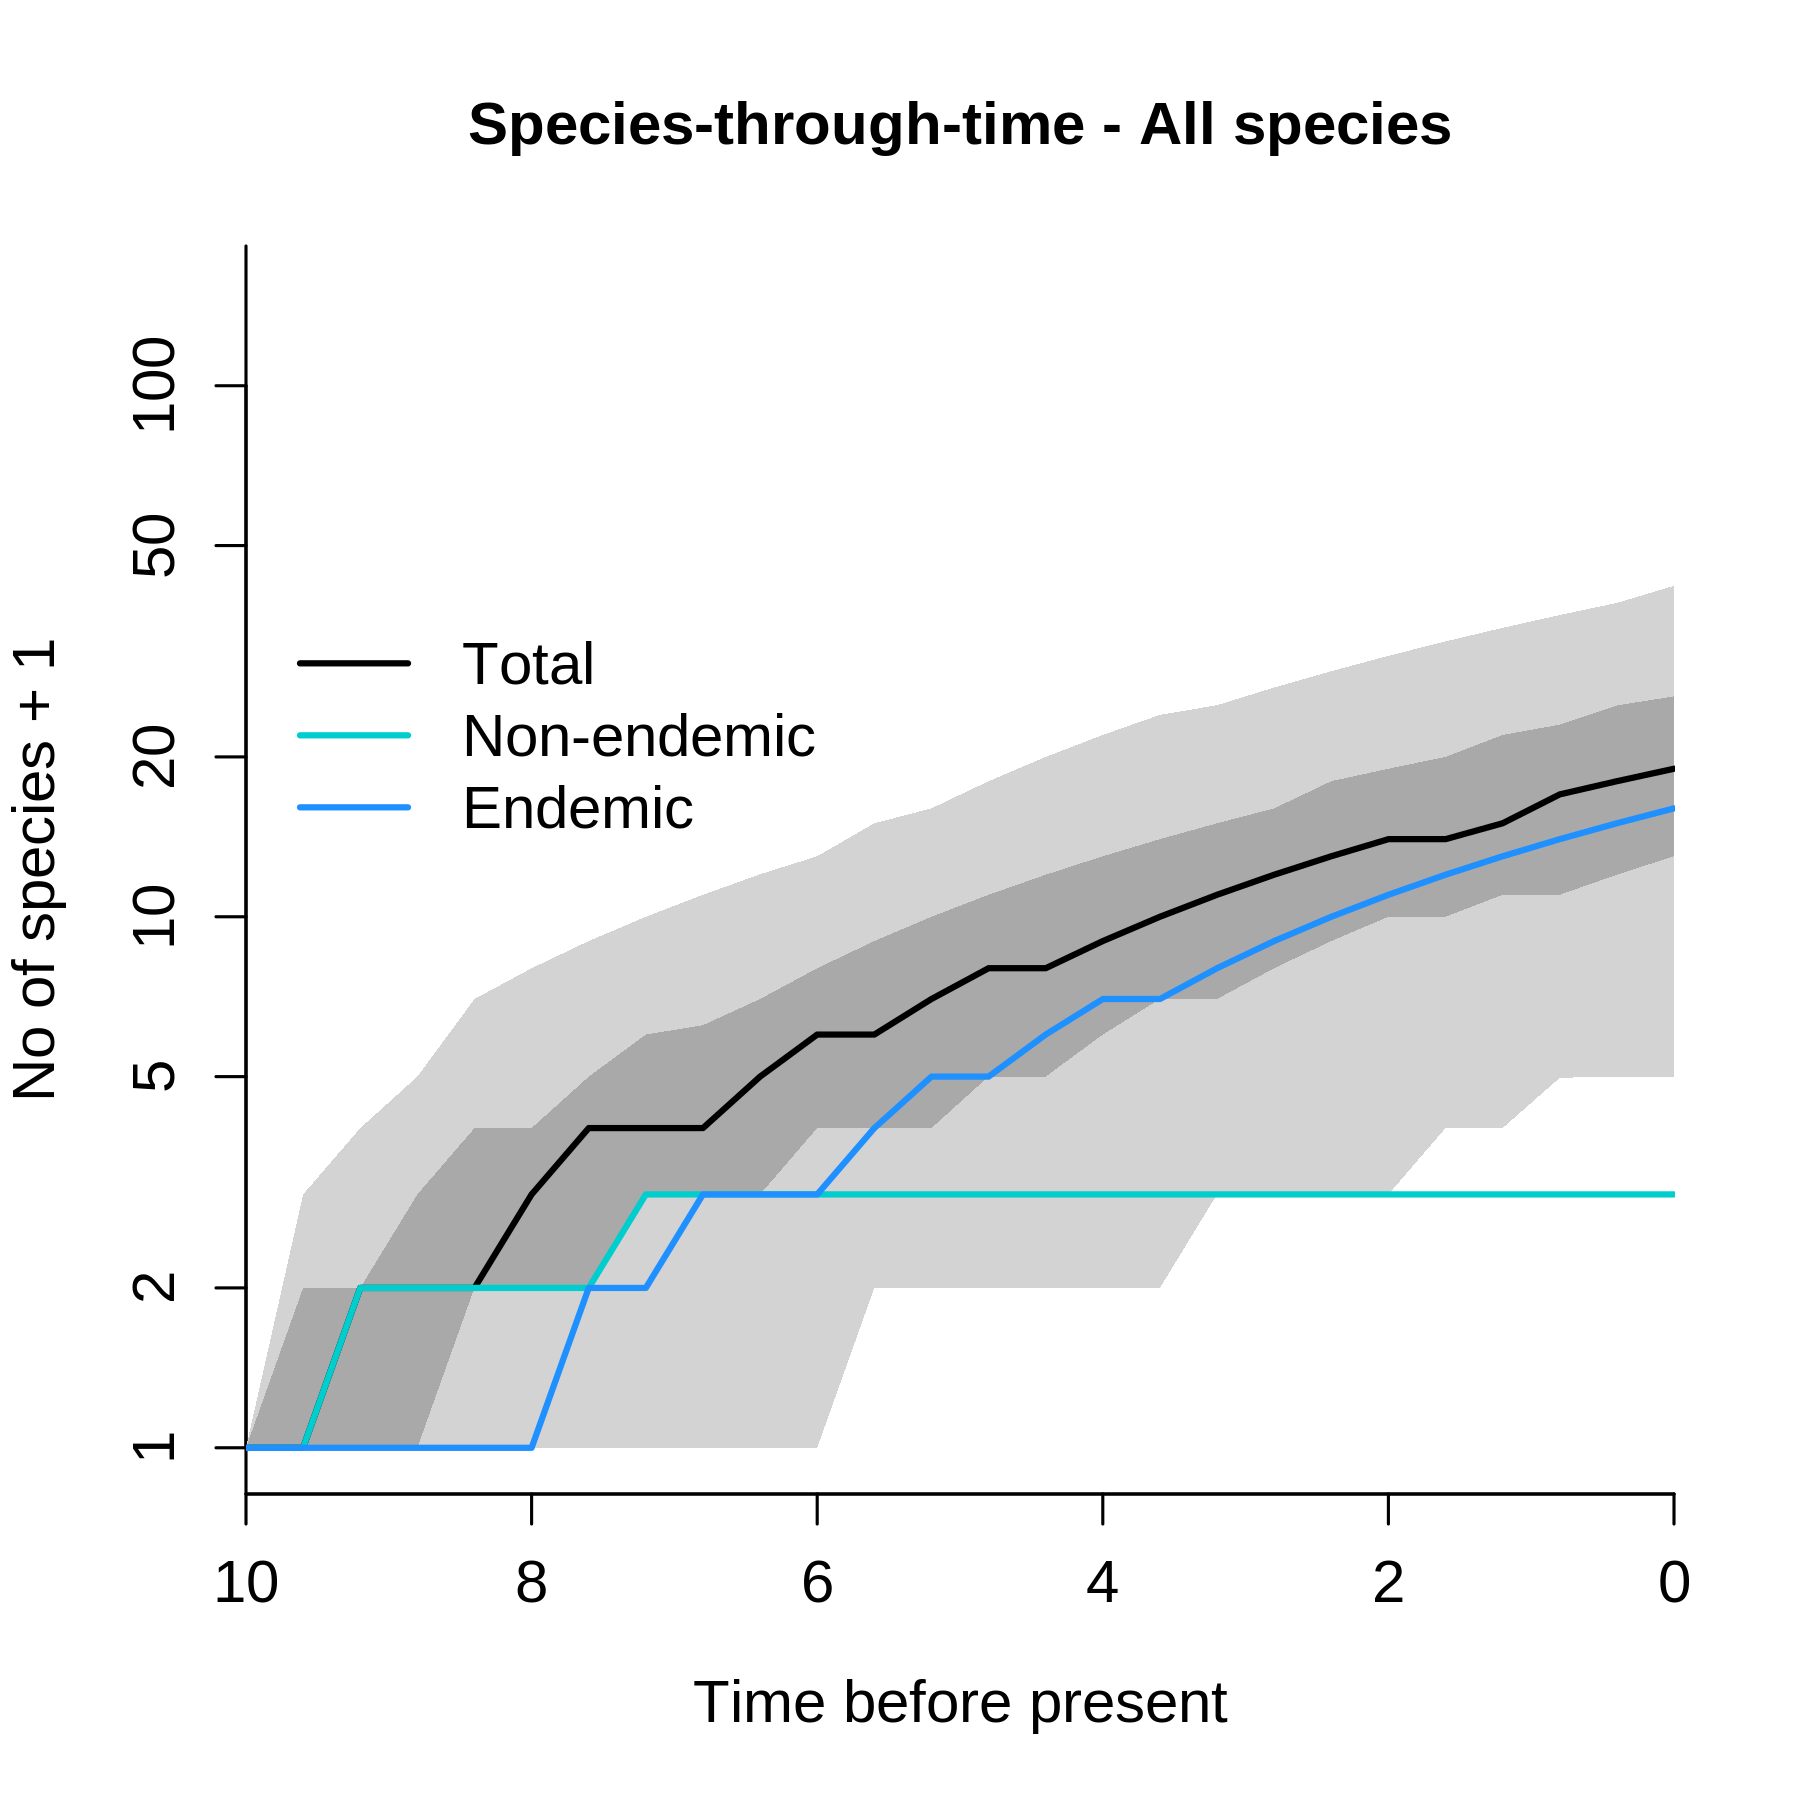 Species-through-time - All species
No of species + 1
100
50
20
10
5
2
1
Total
Non-endemic
Endemic
10 8 6 4 2 0
Time before present